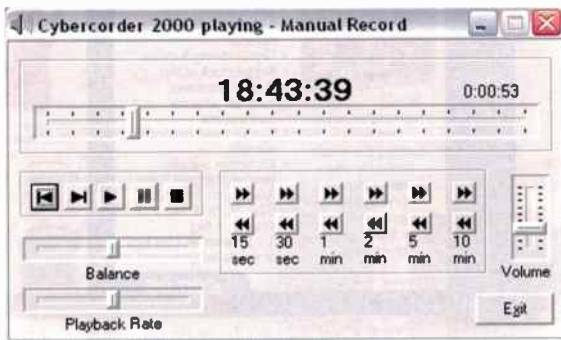 Cybercorder 2000 playing - Manual Record
18:43:39 0:00:53
15 sec 30 sec 1 min 2 min 5 min 10 min
Balance
Volume
Playback Rate
Exit